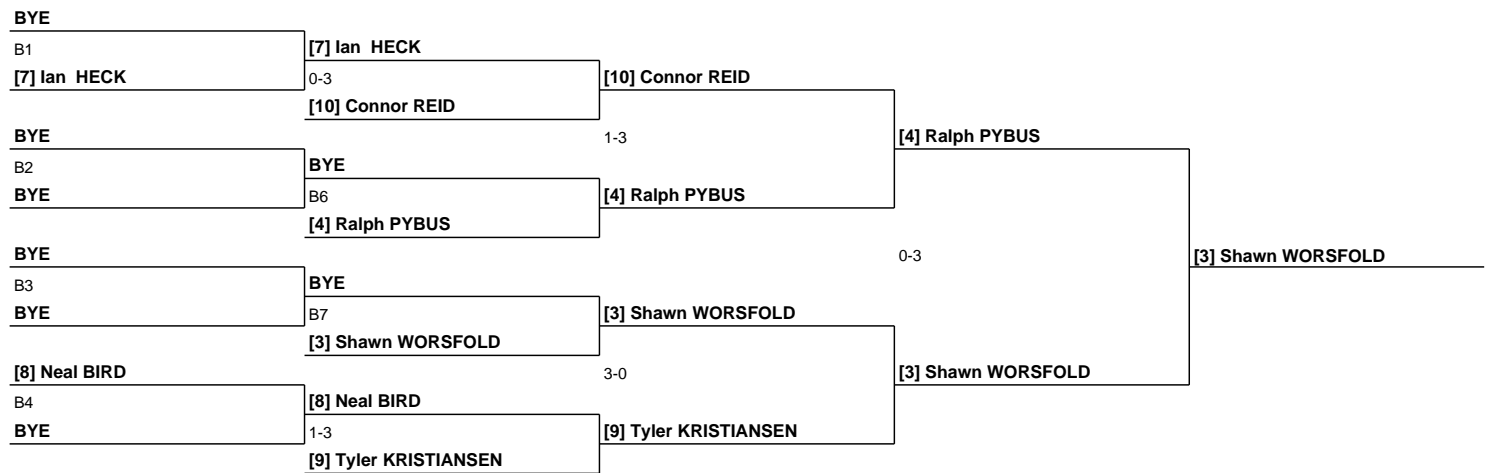 BYE
B1
[7] Ian HECK
[7] Ian HECK
0-3
[10] Connor REID
[10] Connor REID
BYE
1-3
[4] Ralph PYBUS
B2
BYE
BYE
B6
[4] Ralph PYBUS
[4] Ralph PYBUS
BYE
0-3
[3] Shawn WORSFOLD
B3
BYE
BYE
B7
[3] Shawn WORSFOLD
[3] Shawn WORSFOLD
[8] Neal BIRD
3-0
[3] Shawn WORSFOLD
B4
[8] Neal BIRD
BYE
1-3
[9] Tyler KRISTIANSEN
[9] Tyler KRISTIANSEN